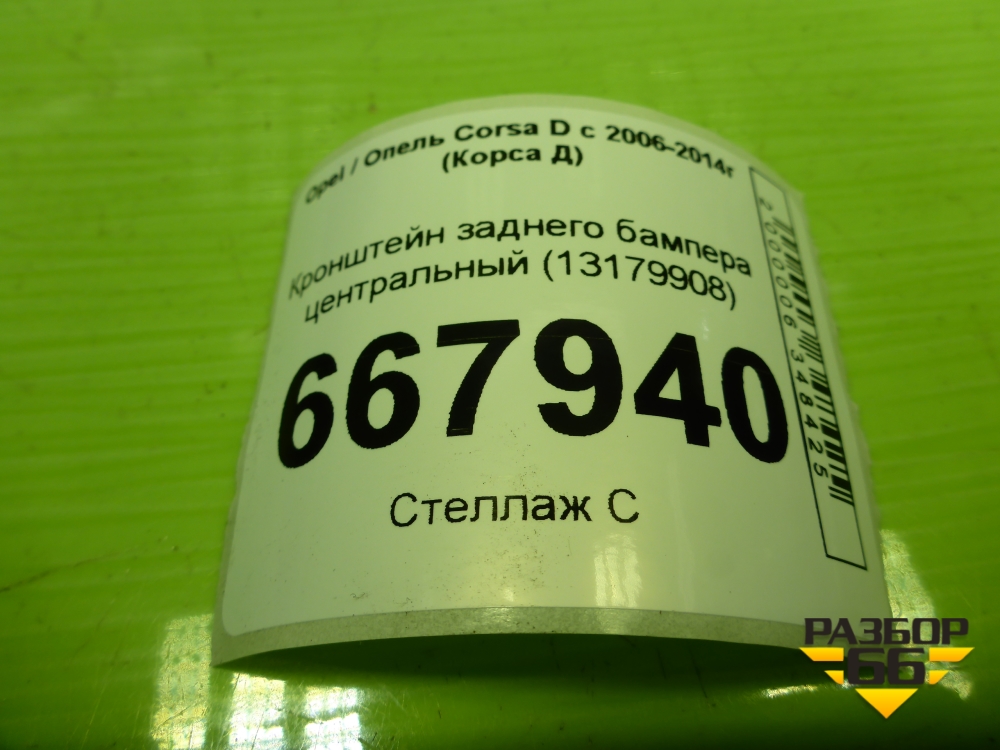 Opel / Опель Corsa D с 2006-2014г
(Корса Д)
Кронштейн заднего бампера
центральный (13179908)
667940
Стеллаж С
2000006348425
РАЗБОР
66